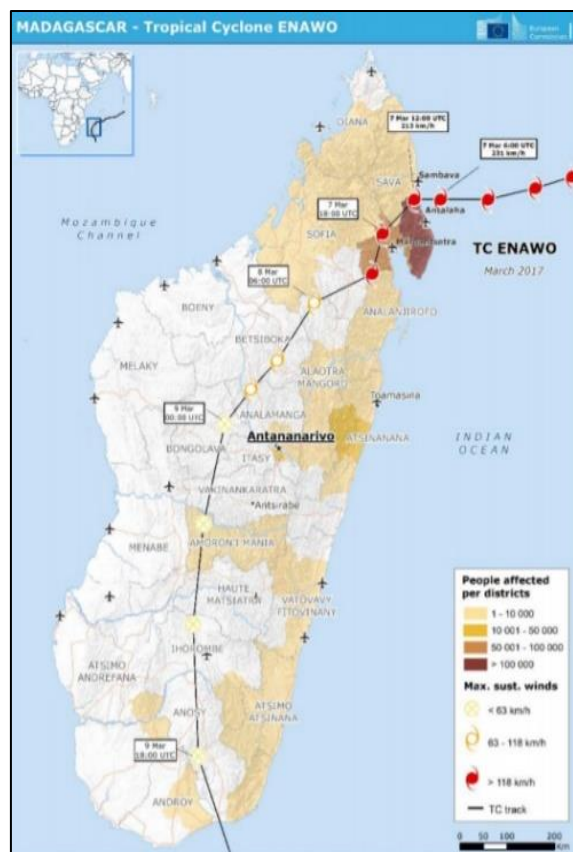 MADAGASCAR - Tropical Cyclone ENAWO
European
Commission
DIANA
7 Mar 12:00 UTC
213 km/h
7 Mar 6:00 UTC
231 km/h
Sambava
SAVA
Antalaha
7 Mar
18:00 UTC
Mozambique
Channel
SOFIA
TC ENAWO
March 2017
8 Mar
06:00 UTC
BOENY
ANALANJIROFO
BETSIBOKA
MELAKY
ALAOTRA
MANGORO
Toamasina
9 Mar
00:00 UTC
ANALAMANGA
Antananarivo
ATSINANANA
INDIAN
OCEAN
BONGOLAVA
ITASY
VAKINANKARATRA
Antsirabe
MENABE
AMORON'I MANIA
HAUTE
MATSIATRA
VATOVAVY
FITOVINANY
IHOROMBE
ATSIMO
ANDREFANA
ATSIMO
ATSINANA
ANOSY
9 Mar
18:00 UTC
ANDROY
People affected
per districts
1 - 10 000
10 001 - 50 000
50 001 - 100 000
> 100 000
Max. sust. winds
< 63 km/h
63 - 118 km/h
> 118 km/h
TC track
0 50 100 200
Km